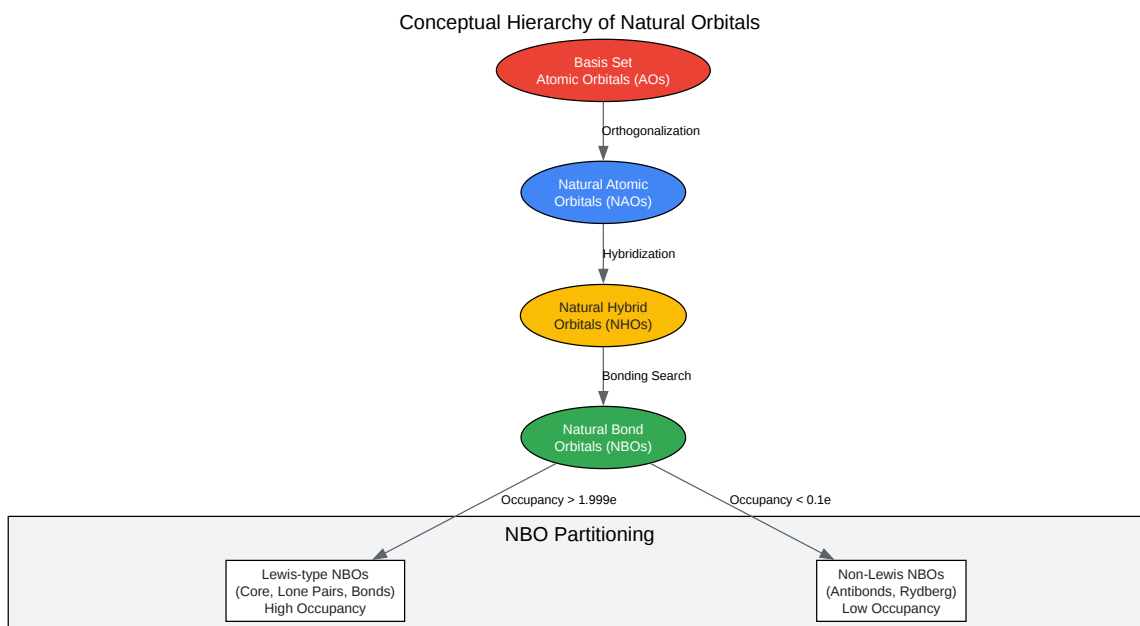 Conceptual Hierarchy of Natural Orbitals
Basis Set
Atomic Orbitals (AOs)
Orthogonalization
Natural Atomic
Orbitals (NAOs)
Hybridization
Natural Hybrid
Orbitals (NHOs)
Bonding Search
Natural Bond
Orbitals (NBOs)
Occupancy > 1.999e
Occupancy < 0.1e
NBO Partitioning
Lewis-type NBOs
(Core, Lone Pairs, Bonds)
High Occupancy
Non-Lewis NBOs
(Antibonds, Rydberg)
Low Occupancy